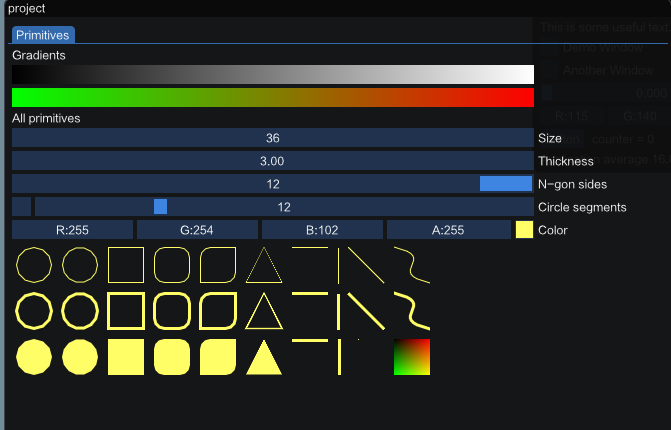 project
This is some useful text.
Primitives
Demo Window
Gradients
Another Window
0.000
R:115 G:140
All primitives
36 Size
counter = 0
3.00 Thickness
average 16.
12 N-gon sides
12 Circle segments
R:255 G:254 B:102 A:255 Color